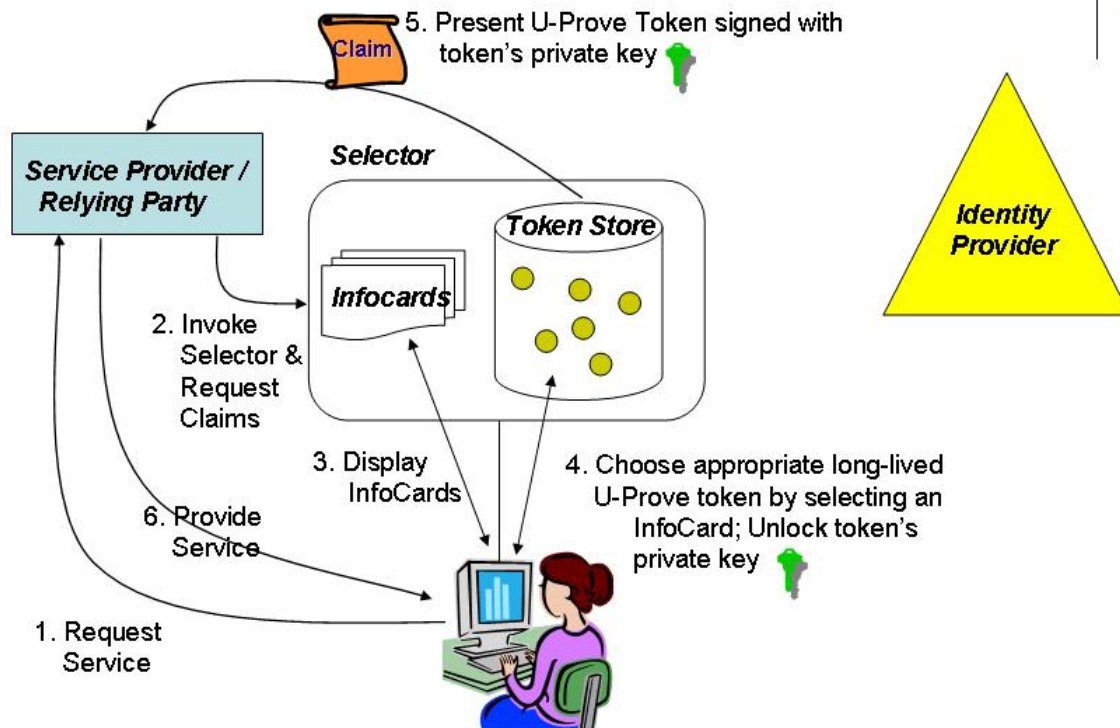 5. Present U-Prove Token signed with
token's private key
Claim
Service Provider /
Relying Party
Selector
Token Store
Infocards
Identity
Provider
2. Invoke
Selector &
Request
Claims
3. Display
InfoCards
4. Choose appropriate long-lived
U-Prove token by selecting an
InfoCard; Unlock token's
private key
6. Provide
Service
1. Request
Service